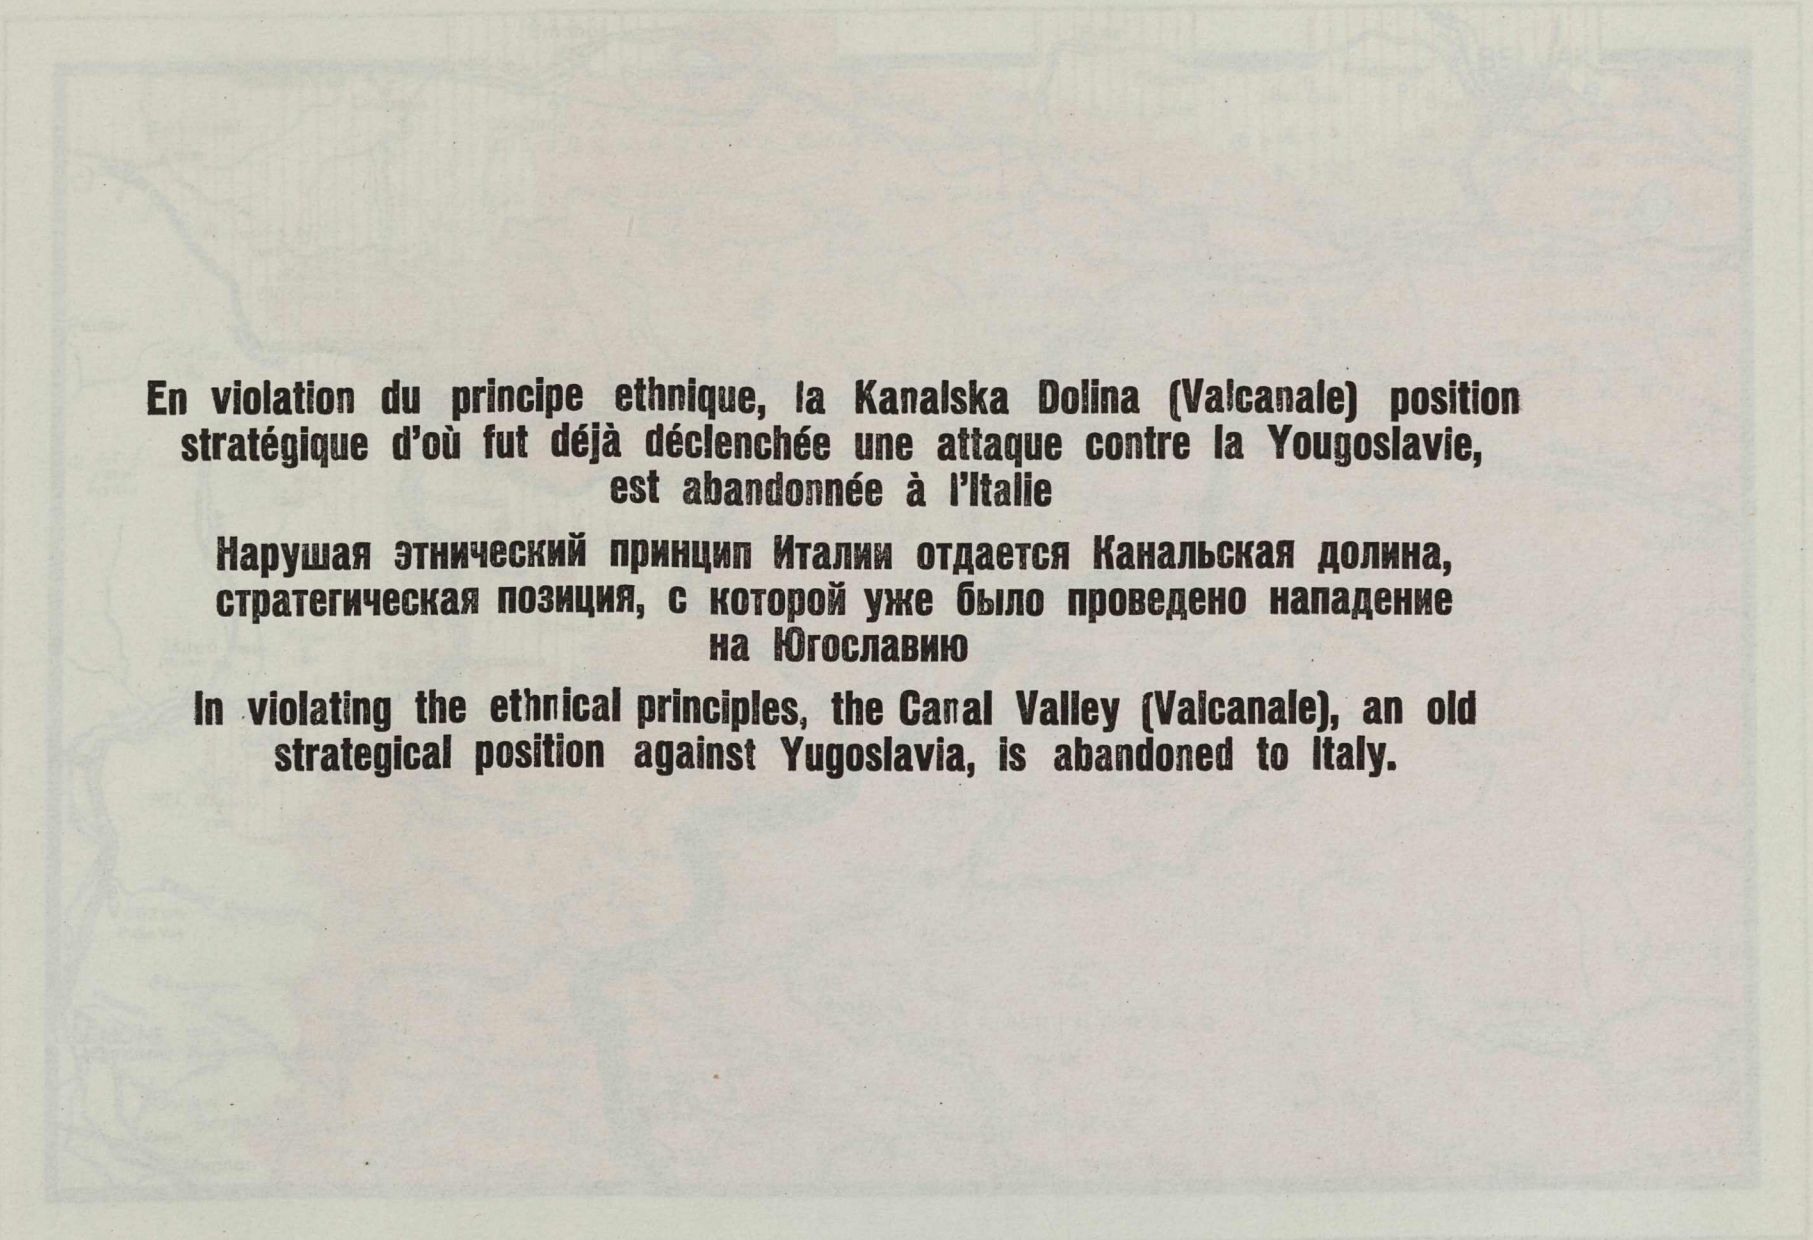 En violation du principe ethnique, la Kanalska Dolina (Valcanale) position
stratégique d'où fut déjà déclenchée une attaque contre la Yougoslavie,
est abandonnée à l'Italie
Нарушая этнический принцип Италии отдается Канальская долина,
стратегическая позиция, с которой уже было проведено нападение
на Югославию
In violating the ethnical principles, the Canal Valley (Valcanale), an old
strategical position against Yugoslavia, is abandoned to Italy.